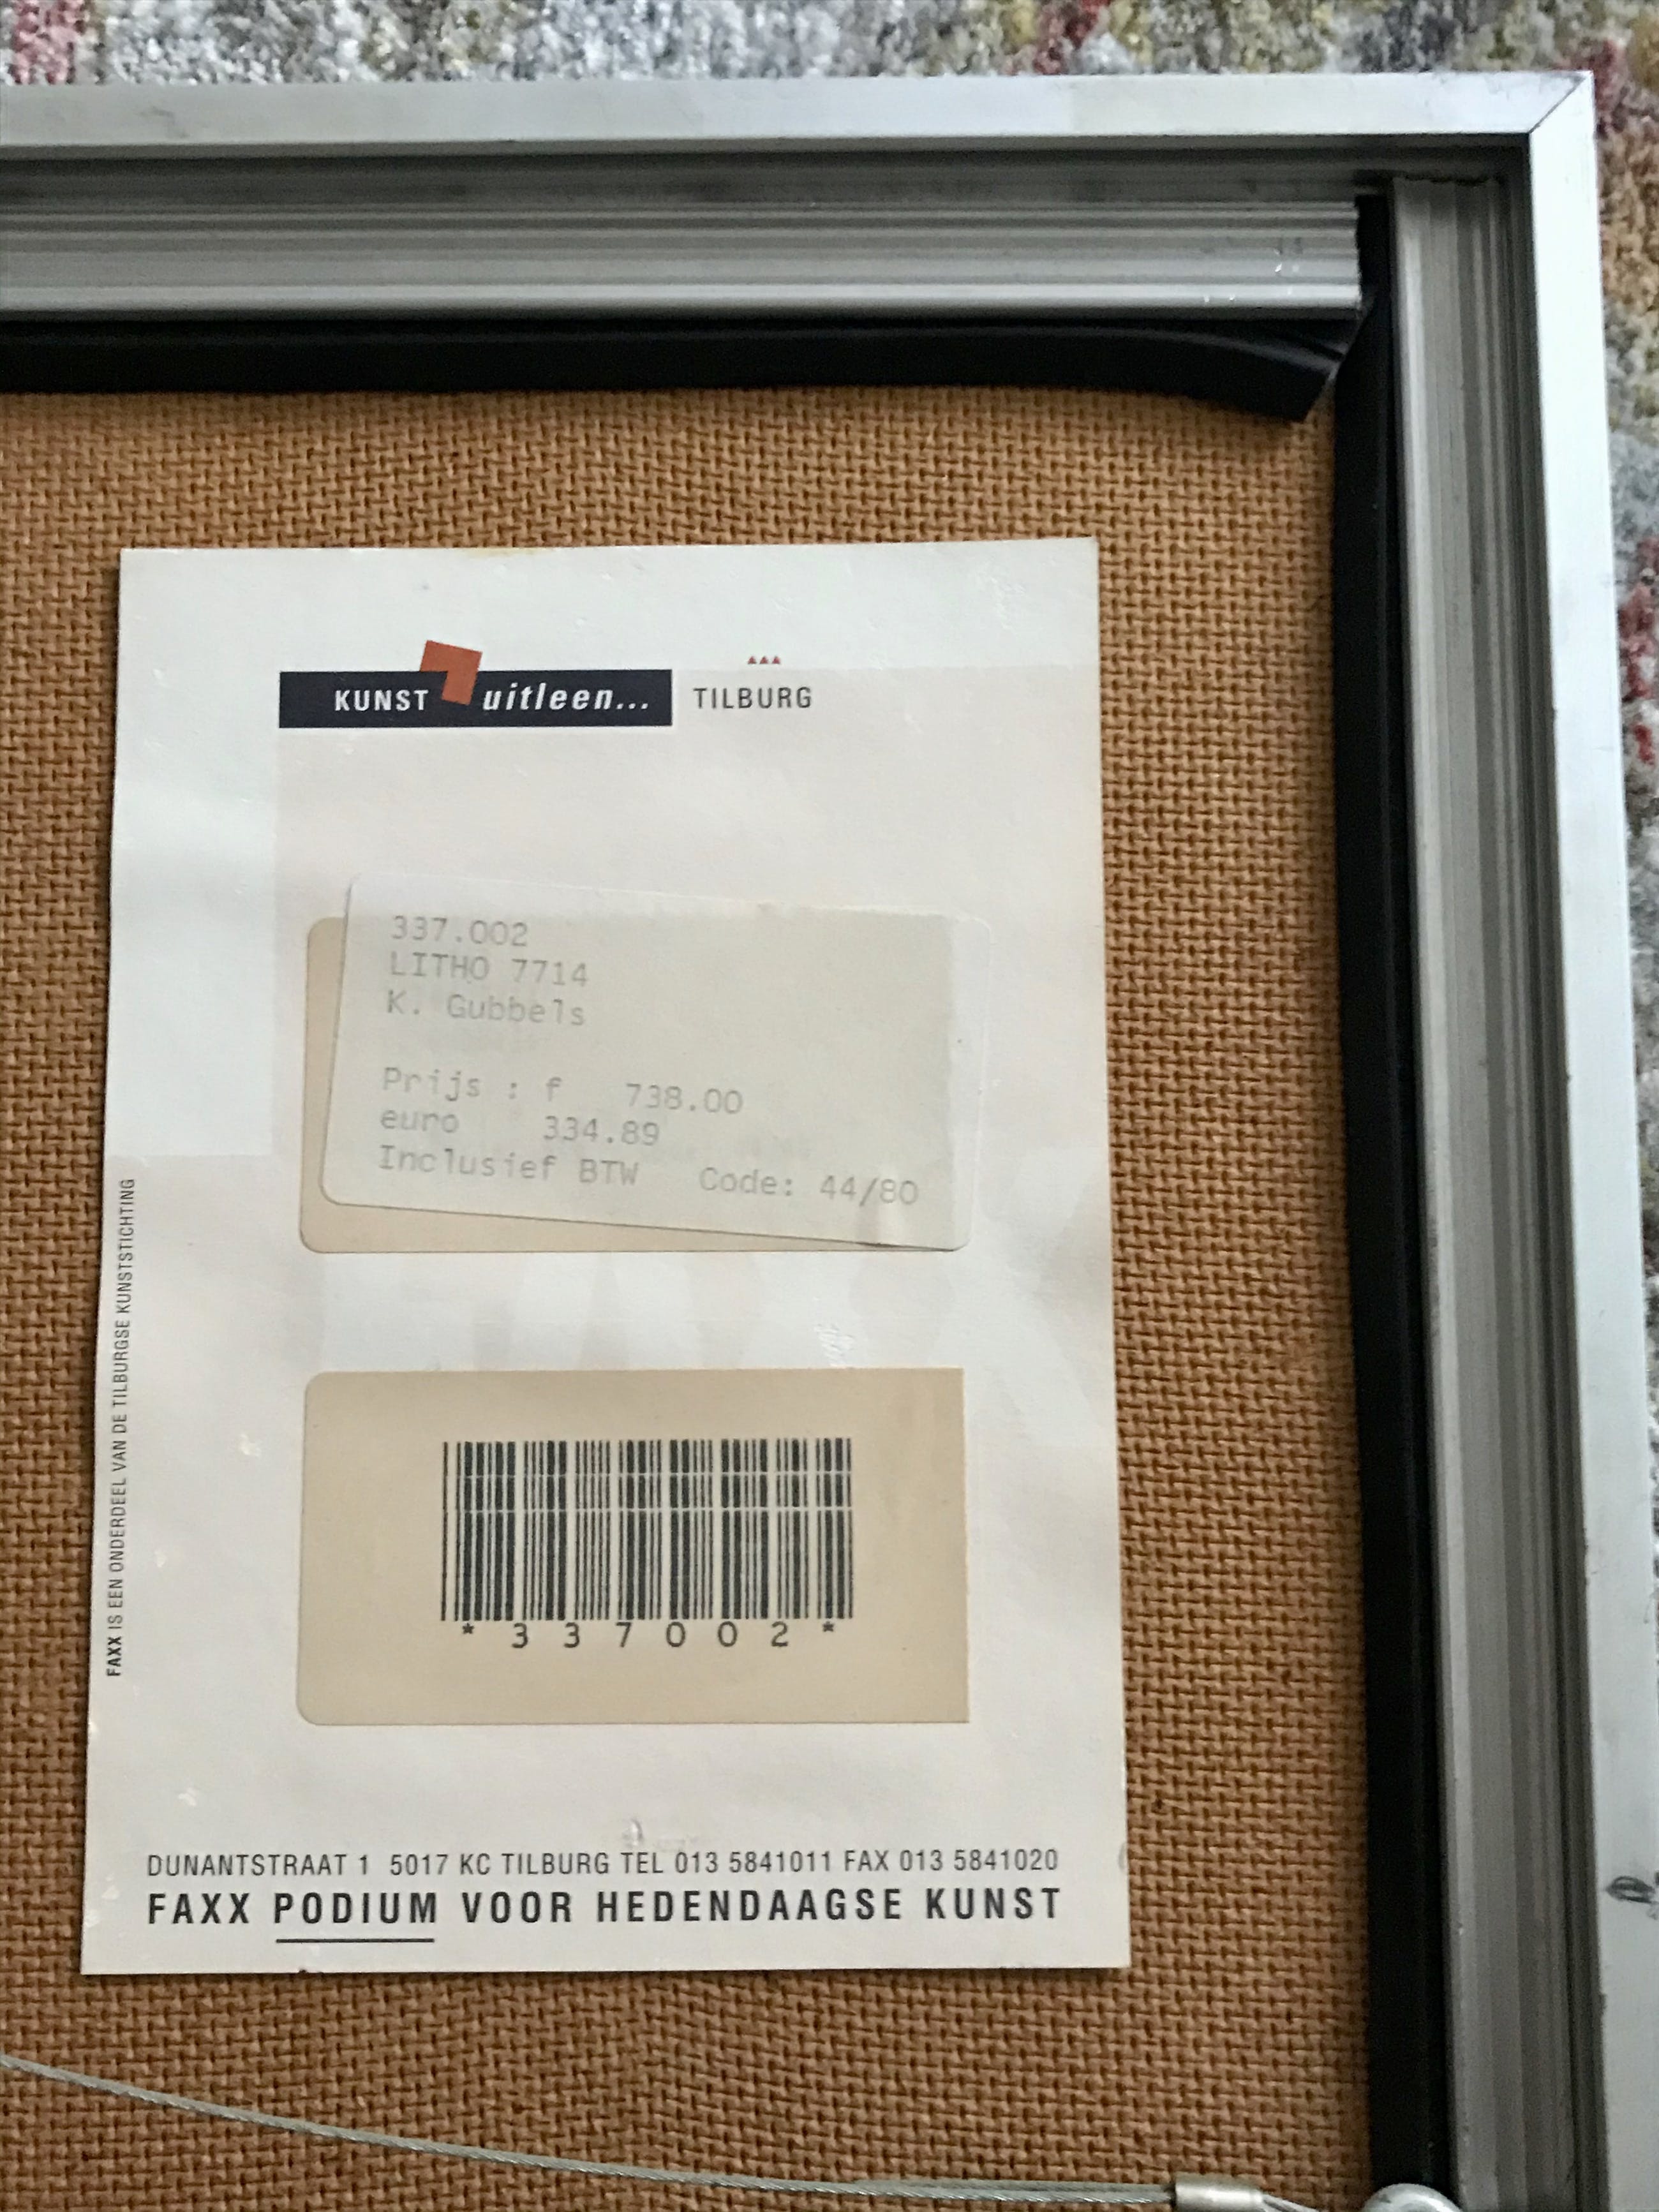 KUNST uitleen... TILBURG
337.002
LITHO 7714
K. Gubbels
Prijs : f 738.00
euro 334.89
Inclusief BTW Code: 44/80
FAXX IS EEN ONDERDEEL VAN DE TILBURGSE KUNSTSTICHTING
*337002*
DUNANTSTRAAT 1 5017 KC TILBURG TEL 013 5841011 FAX 013 5841020
FAXX PODIUM VOOR HEDENDAAGSE KUNST